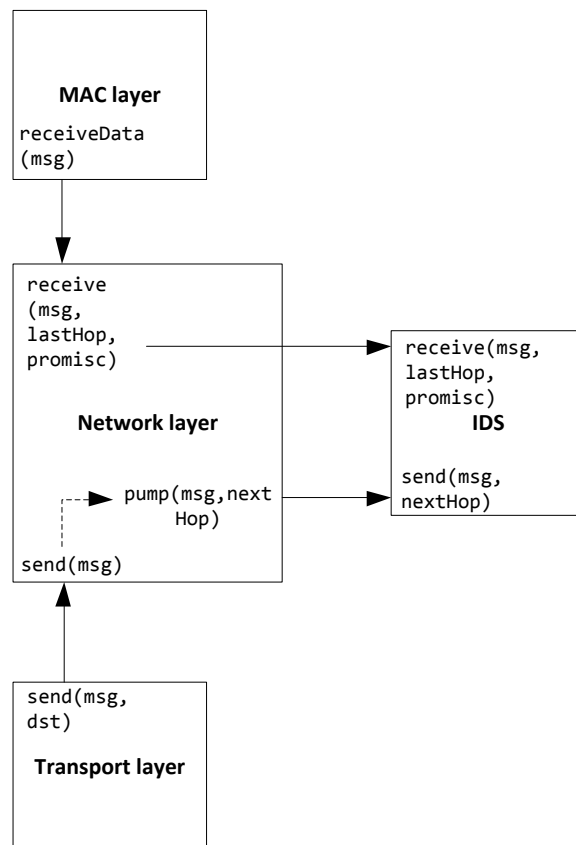 MAC layer
receiveData
(msg)
receive
(msg,
lastHop,
promisc)
Network layer
pump(msg,next
Hop)
send(msg)
receive(msg,
lastHop,
promisc)
IDS
send(msg,
nextHop)
send(msg,
dst)
Transport layer